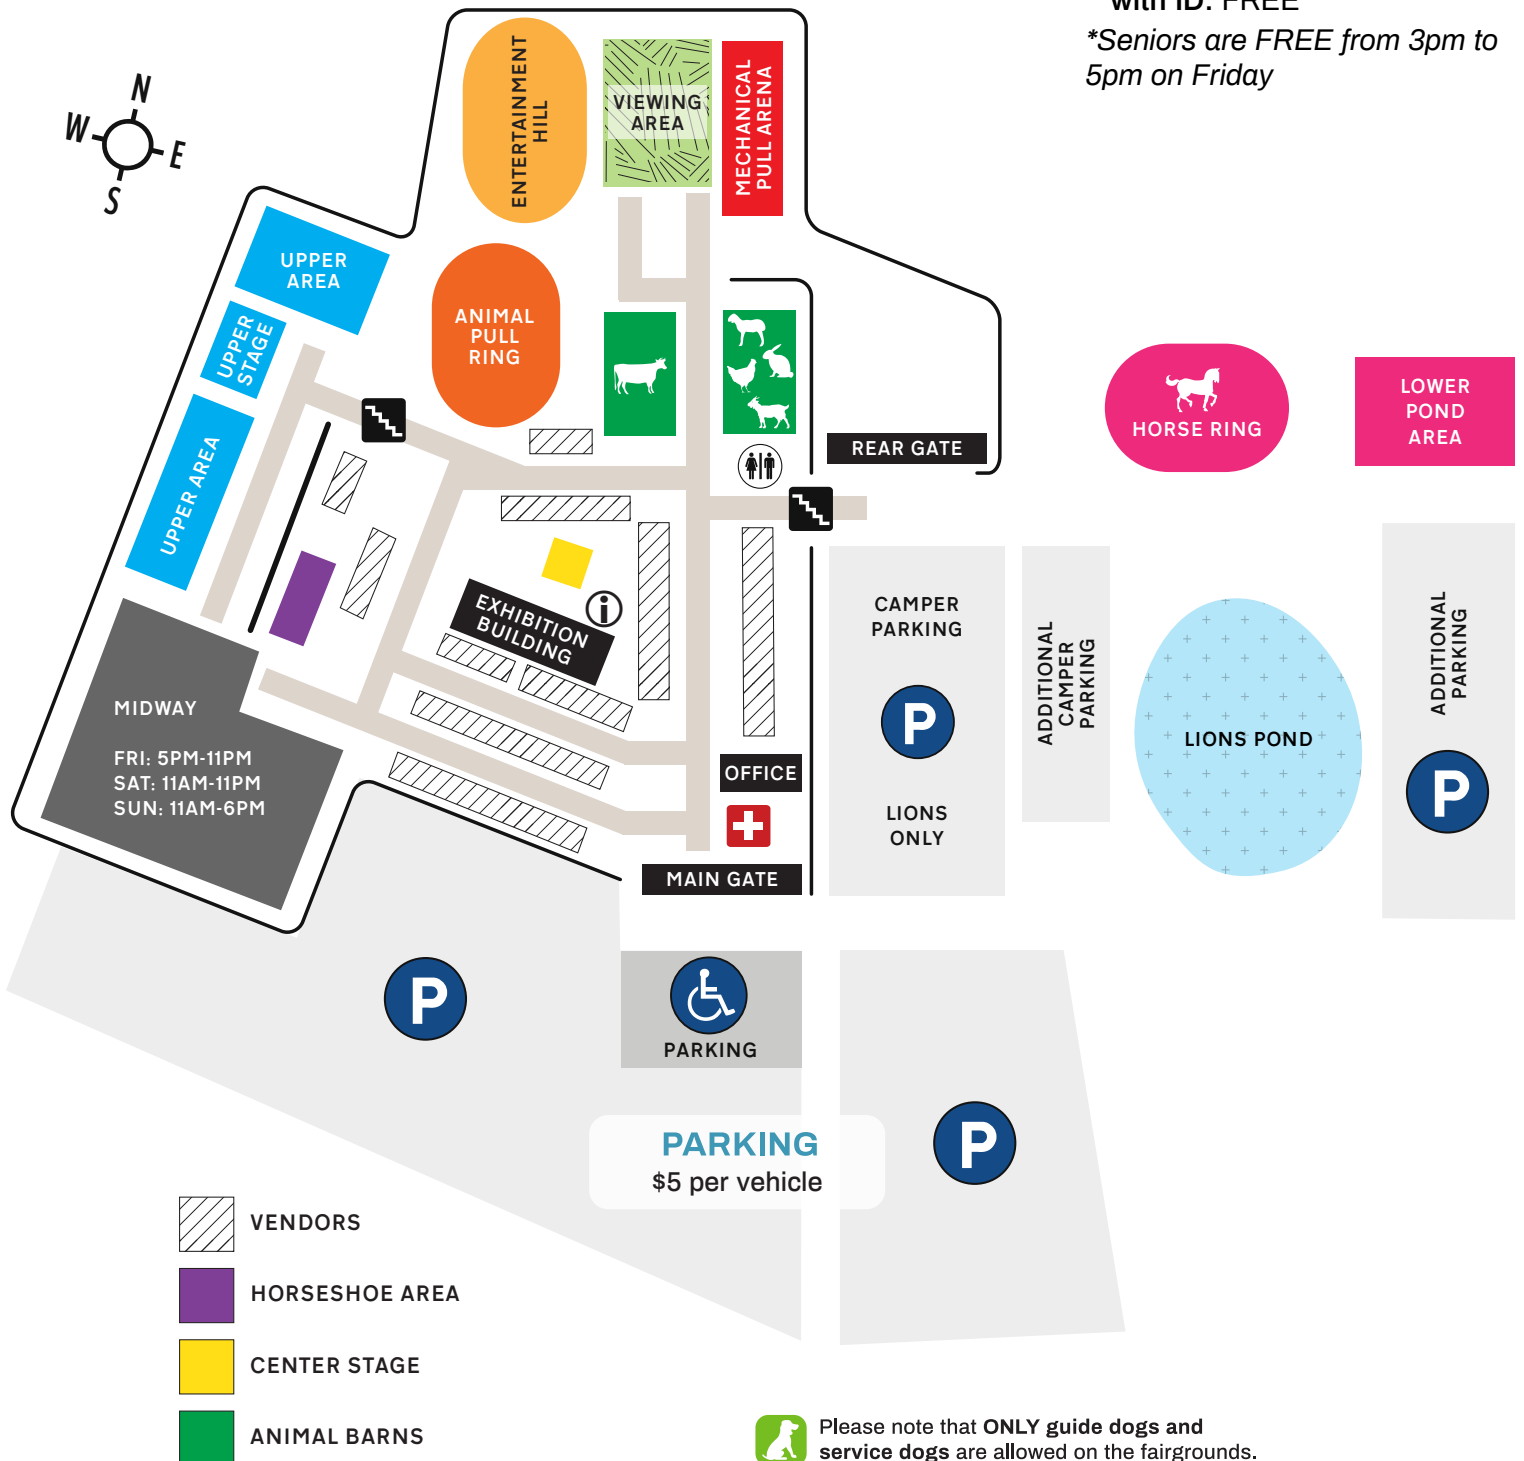 with ID: FREE
*Seniors are FREE from 3pm to
5pm on Friday
N
W
E
S
ENTERTAINMENT
HILL
VIEWING
AREA
MECHANICAL
PULL ARENA
UPPER
AREA
UPPER
STAGE
UPPER AREA
ANIMAL
PULL
RING
HORSE RING
LOWER
POND
AREA
REAR GATE
EXHIBITION
BUILDING
i
CAMPER
PARKING
P
LIONS
ONLY
ADDITIONAL
CAMPER
PARKING
LIONS POND
ADDITIONAL
PARKING
P
MIDWAY
FRI: 5PM-11PM
SAT: 11AM-11PM
SUN: 11AM-6PM
OFFICE
MAIN GATE
P
PARKING
P
PARKING
$5 per vehicle
VENDORS
HORSESHOE AREA
CENTER STAGE
ANIMAL BARNS
Please note that ONLY guide dogs and
service dogs are allowed on the fairgrounds.